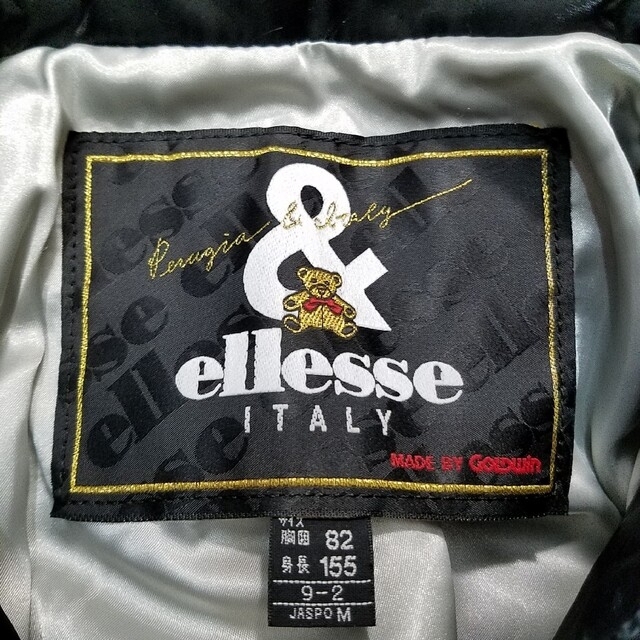 &
Perugia & Italy
ellesse
ITALY
MADE BY GOLDWIN
サイズ
胸囲 82
身長 155
9-2
JASPO M